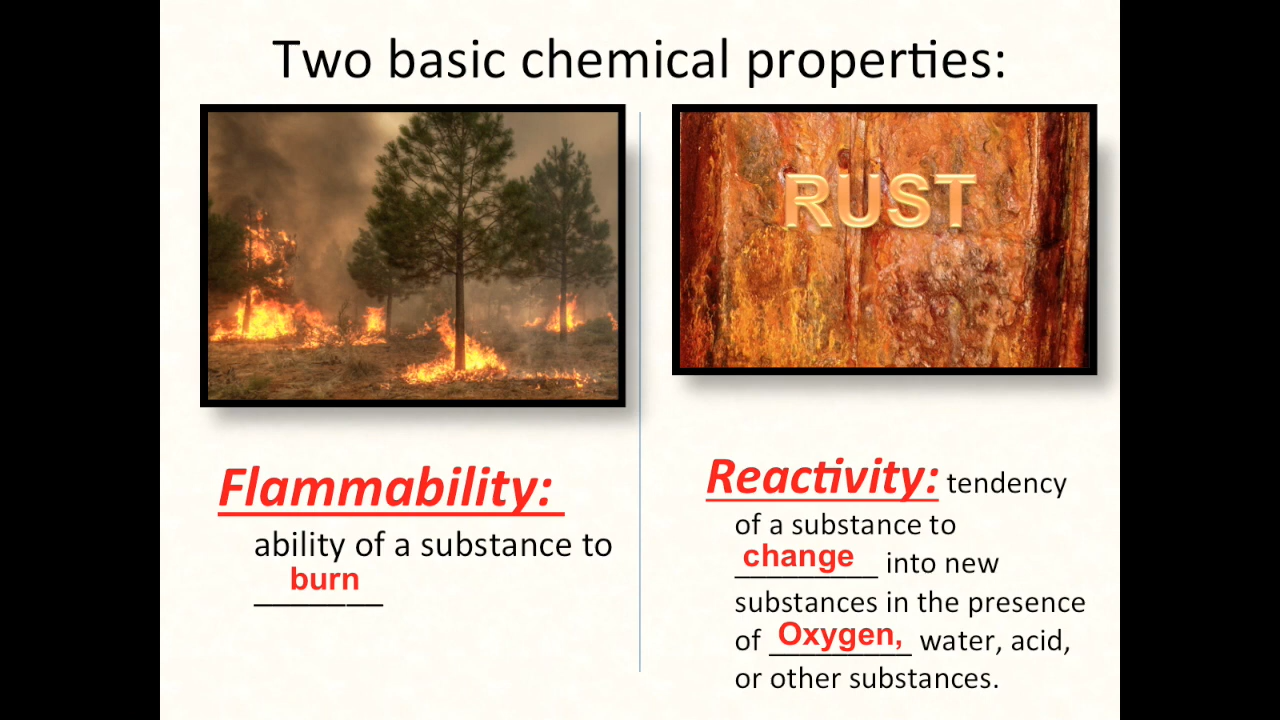 Two basic chemical properties:
RUST
Flammability:
ability of a substance to
burn
Reactivity: tendency
of a substance to
change into new
substances in the presence
of Oxygen, water, acid,
or other substances.